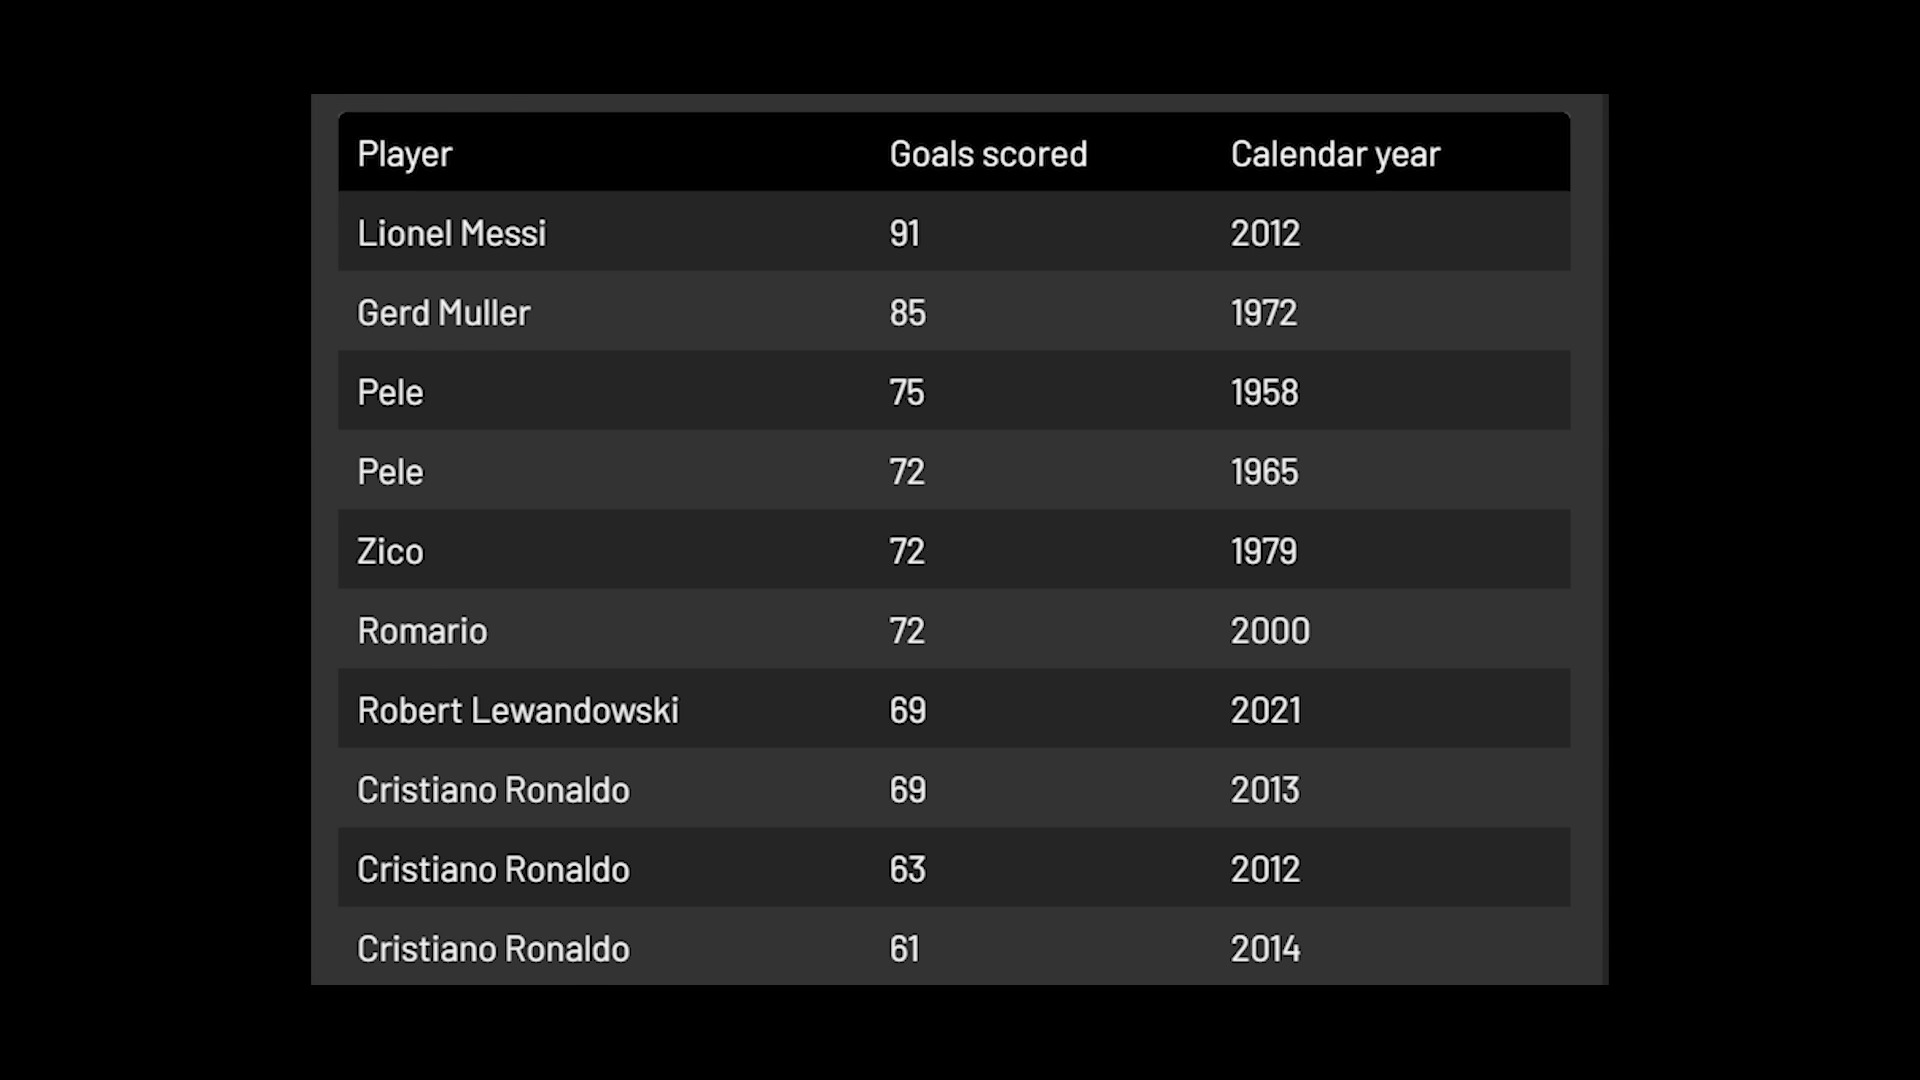 Player Goals scored Calendar year
Lionel Messi 91 2012
Gerd Muller 85 1972
Pele 75 1958
Pele 72 1965
Zico 72 1979
Romario 72 2000
Robert Lewandowski 69 2021
Cristiano Ronaldo 69 2013
Cristiano Ronaldo 63 2012
Cristiano Ronaldo 61 2014